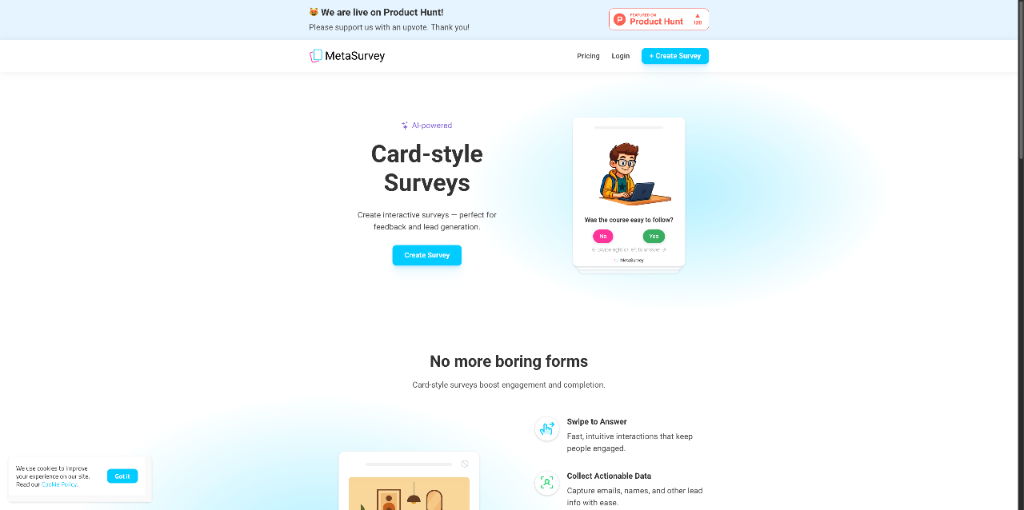 We are live on Product Hunt!
Please support us with an upvote. Thank you!
FEATURED ON
Product Hunt
120
MetaSurvey
Pricing
Login
+ Create Survey
AI-powered
Card-style
Surveys
Create interactive surveys — perfect for
feedback and lead generation.
Create Survey
Was the course easy to follow?
No
Yes
MetaSurvey
No more boring forms
Card-style surveys boost engagement and completion.
Swipe to Answer
Fast, intuitive interactions that keep
people engaged.
Collect Actionable Data
Capture emails, names, and other lead
info with ease.
We use cookies to improve
your experience on our site.
Read our Cookie Policy.
Got it